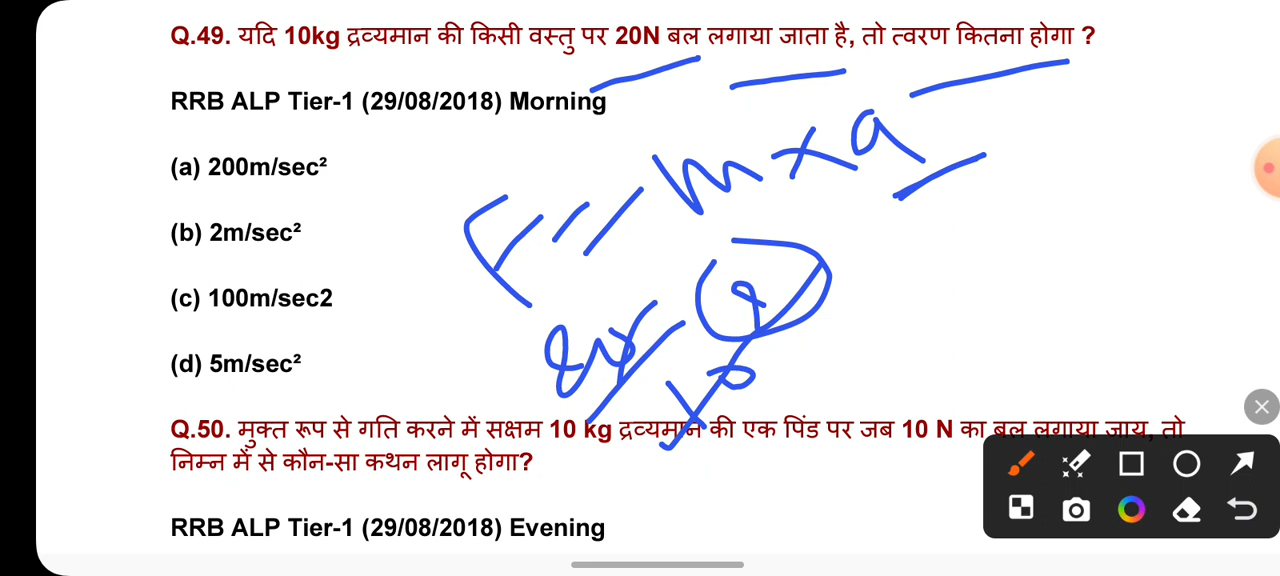 Q.49. यदि 10kg द्रव्यमान की किसी वस्तु पर 20N बल लगाया जाता है, तो त्वरण कितना होगा ?
RRB ALP Tier-1 (29/08/2018) Morning
(a) 200m/sec²
F = m x a
(b) 2m/sec²
(c) 100m/sec2
(d) 5m/sec²
Q.50. मुक्त रूप से गति करने में सक्षम 10 kg द्रव्यमान की एक पिंड पर जब 10 N का बल लगाया जाय, तो
निम्न में से कौन-सा कथन लागू होगा?
RRB ALP Tier-1 (29/08/2018) Evening